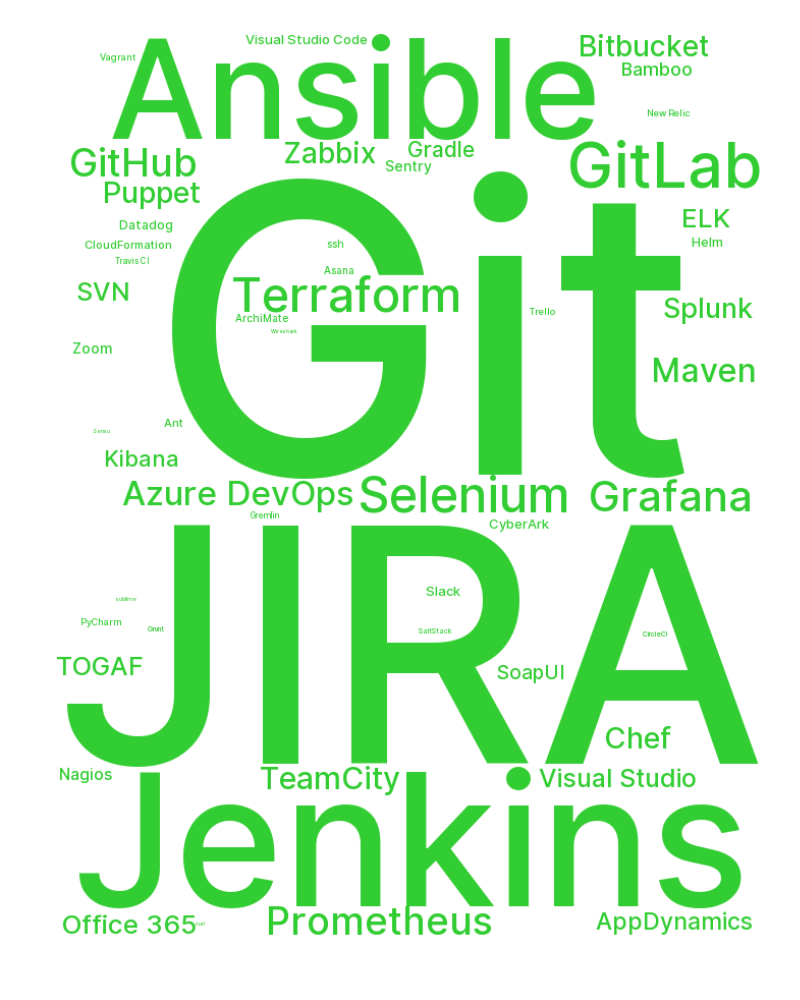 Visual Studio Code
Ansible
Bitbucket
Vagrant
Bamboo
New Relic
Zabbix
Gradle
GitHub
Sentry
GitLab
Puppet
Git
Datadog
ELK
CloudFormation
ssh
Helm
Travis CI
Asana
SVN
Terraform
Splunk
ArchiMate
Trello
Wireshark
Zoom
Maven
Ant
Sensu
Kibana
Azure DevOps
Selenium
Grafana
Gremlin
CyberArk
JIRA
Slack
sublime
PyCharm
Grunt
SaltStack
CircleCI
TOGAF
SoapUI
Chef
Nagios
TeamCity
Visual Studio
Jenkins
Office 365
Prometheus
AppDynamics